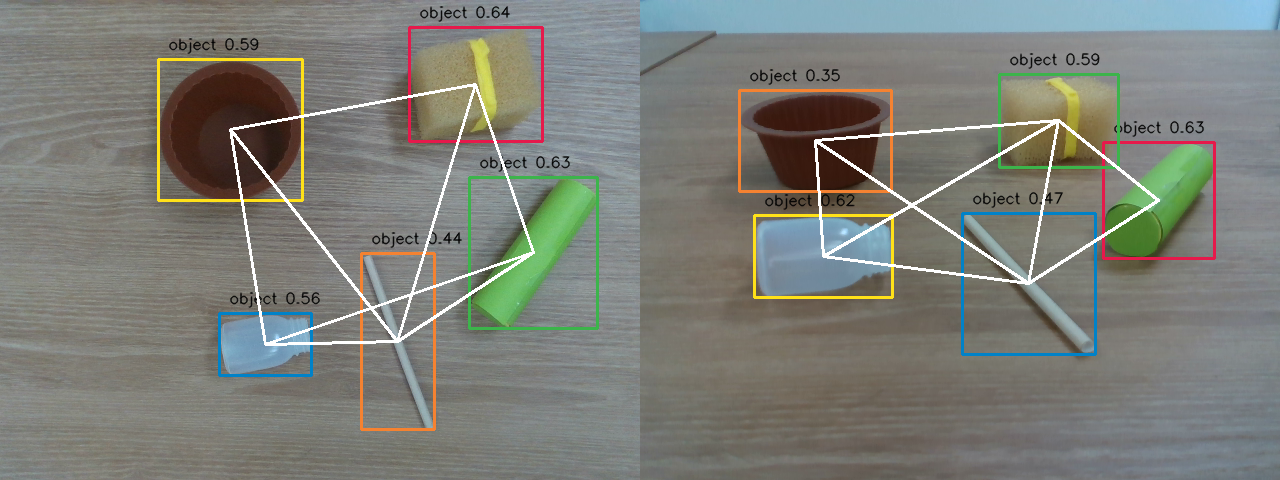 object 0.64
object 0.59
object 0.63
object 0.44
object 0.56
object 0.59
object 0.35
object 0.63
object 0.47
object 0.62